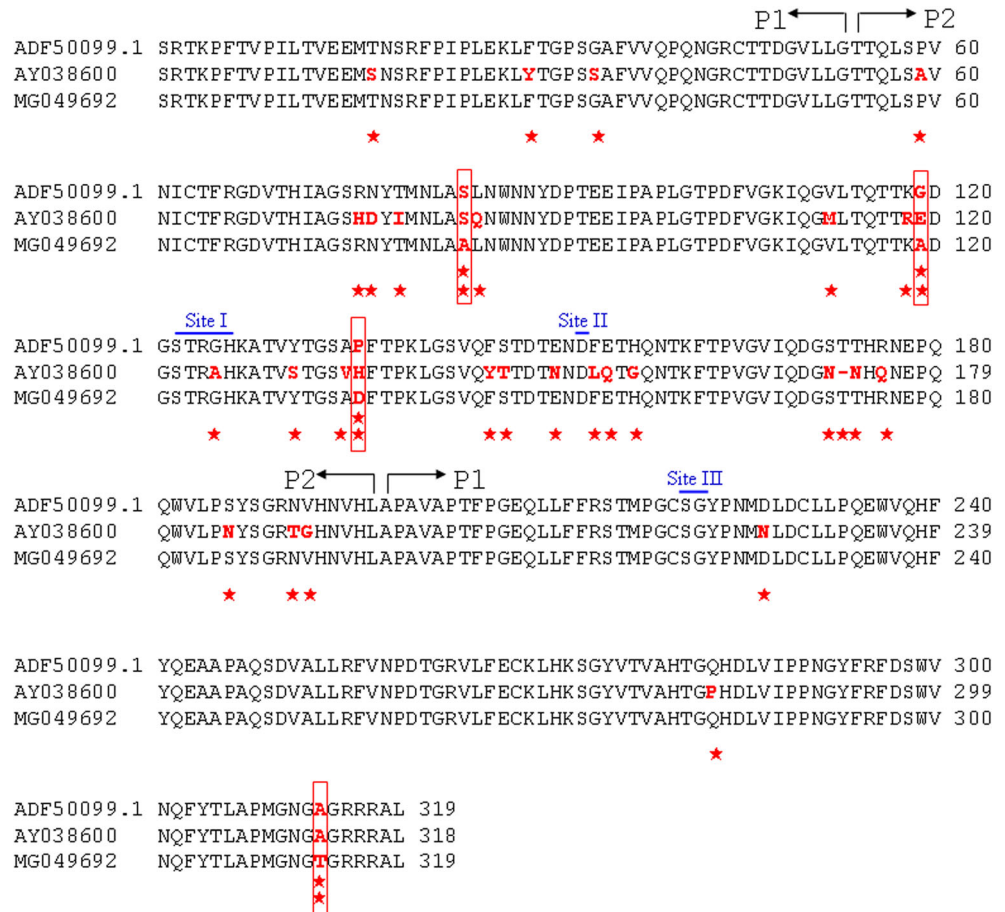 P1 P2
ADF50099.1 SRTKPFTVPILTVEEMTNSRFPIPLEKLFTGPSGAFVVQPQNGRCTTDGVLLGTTQLSPV 60
AY038600 SRTKPFTVPILTVEEMSNSRFPIPLEKLYTGPSSAFVVQPQNGRCTTDGVLLGTTQLSAV 60
MG049692 SRTKPFTVPILTVEEMTNSRFPIPLEKLFTGPSGAFVVQPQNGRCTTDGVLLGTTQLSPV 60
ADF50099.1 NICTFRGDVTHIAGSRNYTMNLASLNWNNYDPTEEIPAPLGTPDFVGKIQGVLTQTTKGD 120
AY038600 NICTFRGDVTHIAGSHDYIMNLASQNWNNYDPTEEIPAPLGTPDFVGKIQGMLTQTTRED 120
MG049692 NICTFRGDVTHIAGSRNYTMNLAALNWNNYDPTEEIPAPLGTPDFVGKIQGVLTQTTKAD 120
Site I Site II
ADF50099.1 GSTRGHKATVYTGSAPFTPKLGSVQFSTDTENDFETHQNTKFTPVGVIQDGSTTHRNEPQ 180
AY038600 GSTRAHKATVSTGSVHFTPKLGSVQYTTDTNNDLQTGQNTKFTPVGVIQDGN-NHQNEPQ 179
MG049692 GSTRGHKATVYTGSADFTPKLGSVQFSTDTENDFETHQNTKFTPVGVIQDGSTTHRNEPQ 180
P2 P1 Site III
ADF50099.1 QWVLPSYSGRNVHNVHLAPAVAPTFPGEQLLFFRSTMPGCSGYPNMDLDCLLPQEWVQHF 240
AY038600 QWVLPNYSGRTGHNVHLAPAVAPTFPGEQLLFFRSTMPGCSGYPNMNLDCLLPQEWVQHF 239
MG049692 QWVLPSYSGRNVHNVHLAPAVAPTFPGEQLLFFRSTMPGCSGYPNMDLDCLLPQEWVQHF 240
ADF50099.1 YQEAAPAQSDVALLRFVNPDTGRVLFECKLHKSGYVTVAHTGQHDLVIPPNGYFRFDSWV 300
AY038600 YQEAAPAQSDVALLRFVNPDTGRVLFECKLHKSGYVTVAHTGPHDLVIPPNGYFRFDSWV 299
MG049692 YQEAAPAQSDVALLRFVNPDTGRVLFECKLHKSGYVTVAHTGQHDLVIPPNGYFRFDSWV 300
ADF50099.1 NQFYTLAPMGNGAGRRRAL 319
AY038600 NQFYTLAPMGNGAGRRRAL 318
MG049692 NQFYTLAPMGNGTGRRRAL 319